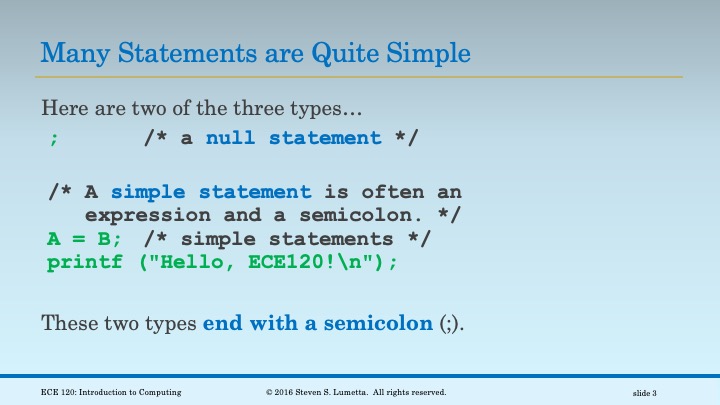 Many Statements are Quite Simple
Here are two of the three types…
; /* a null statement */
/* A simple statement is often an
expression and a semicolon. */
A = B; /* simple statements */
printf ("Hello, ECE120!\n");
These two types end with a semicolon (;).
ECE 120: Introduction to Computing © 2016 Steven S. Lumetta. All rights reserved. slide 3